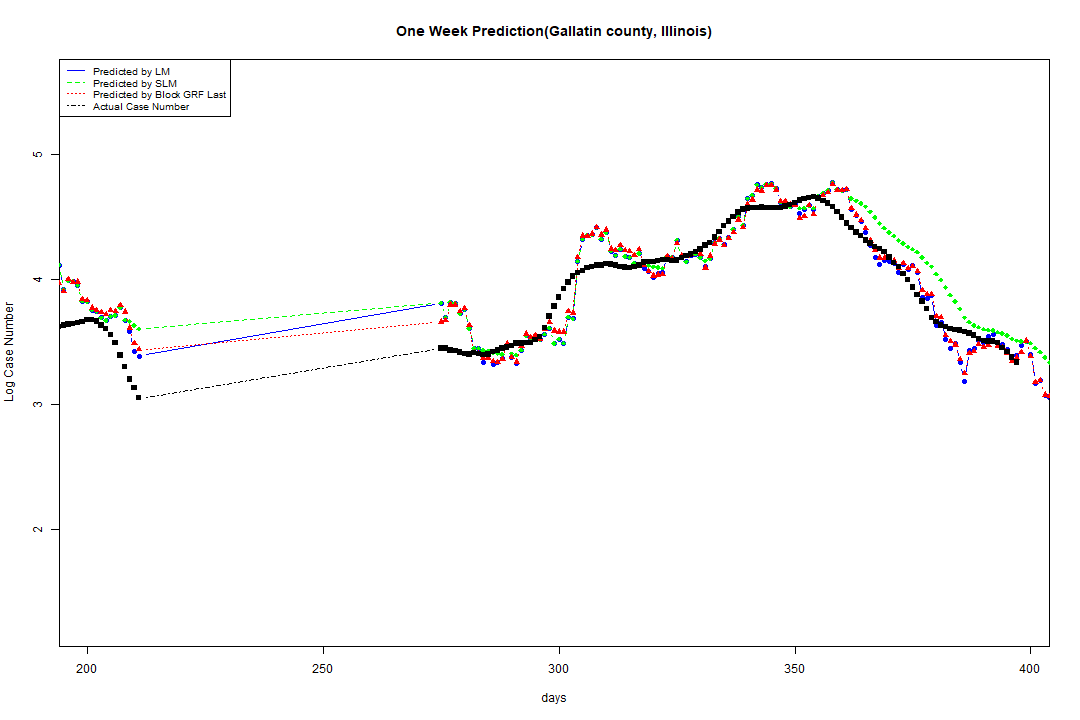 One Week Prediction(Gallatin county, Illinois)
Predicted by LM
Predicted by SLM
Predicted by Block GRF Last
Actual Case Number
Log Case Number
5
4
3
2
200
250
300
350
400
days